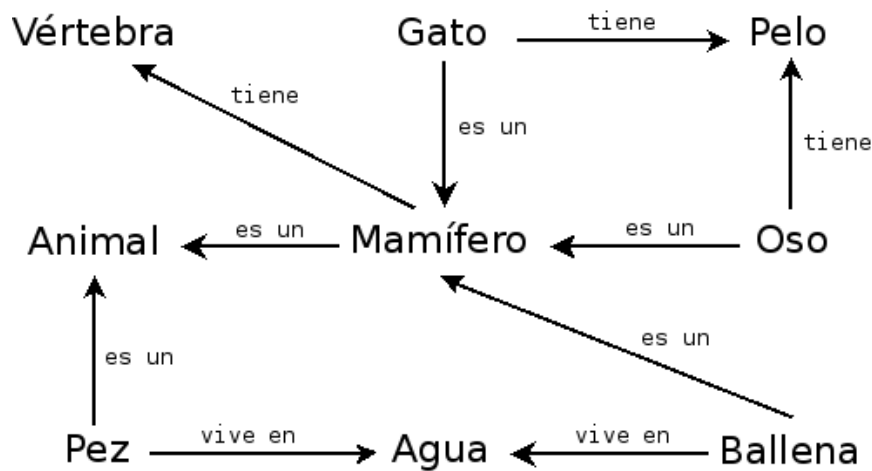 Vértebra
Gato
tiene
Pelo
tiene
es un
tiene
Animal
es un
Mamífero
es un
Oso
es un
es un
Pez
vive en
Agua
vive en
Ballena